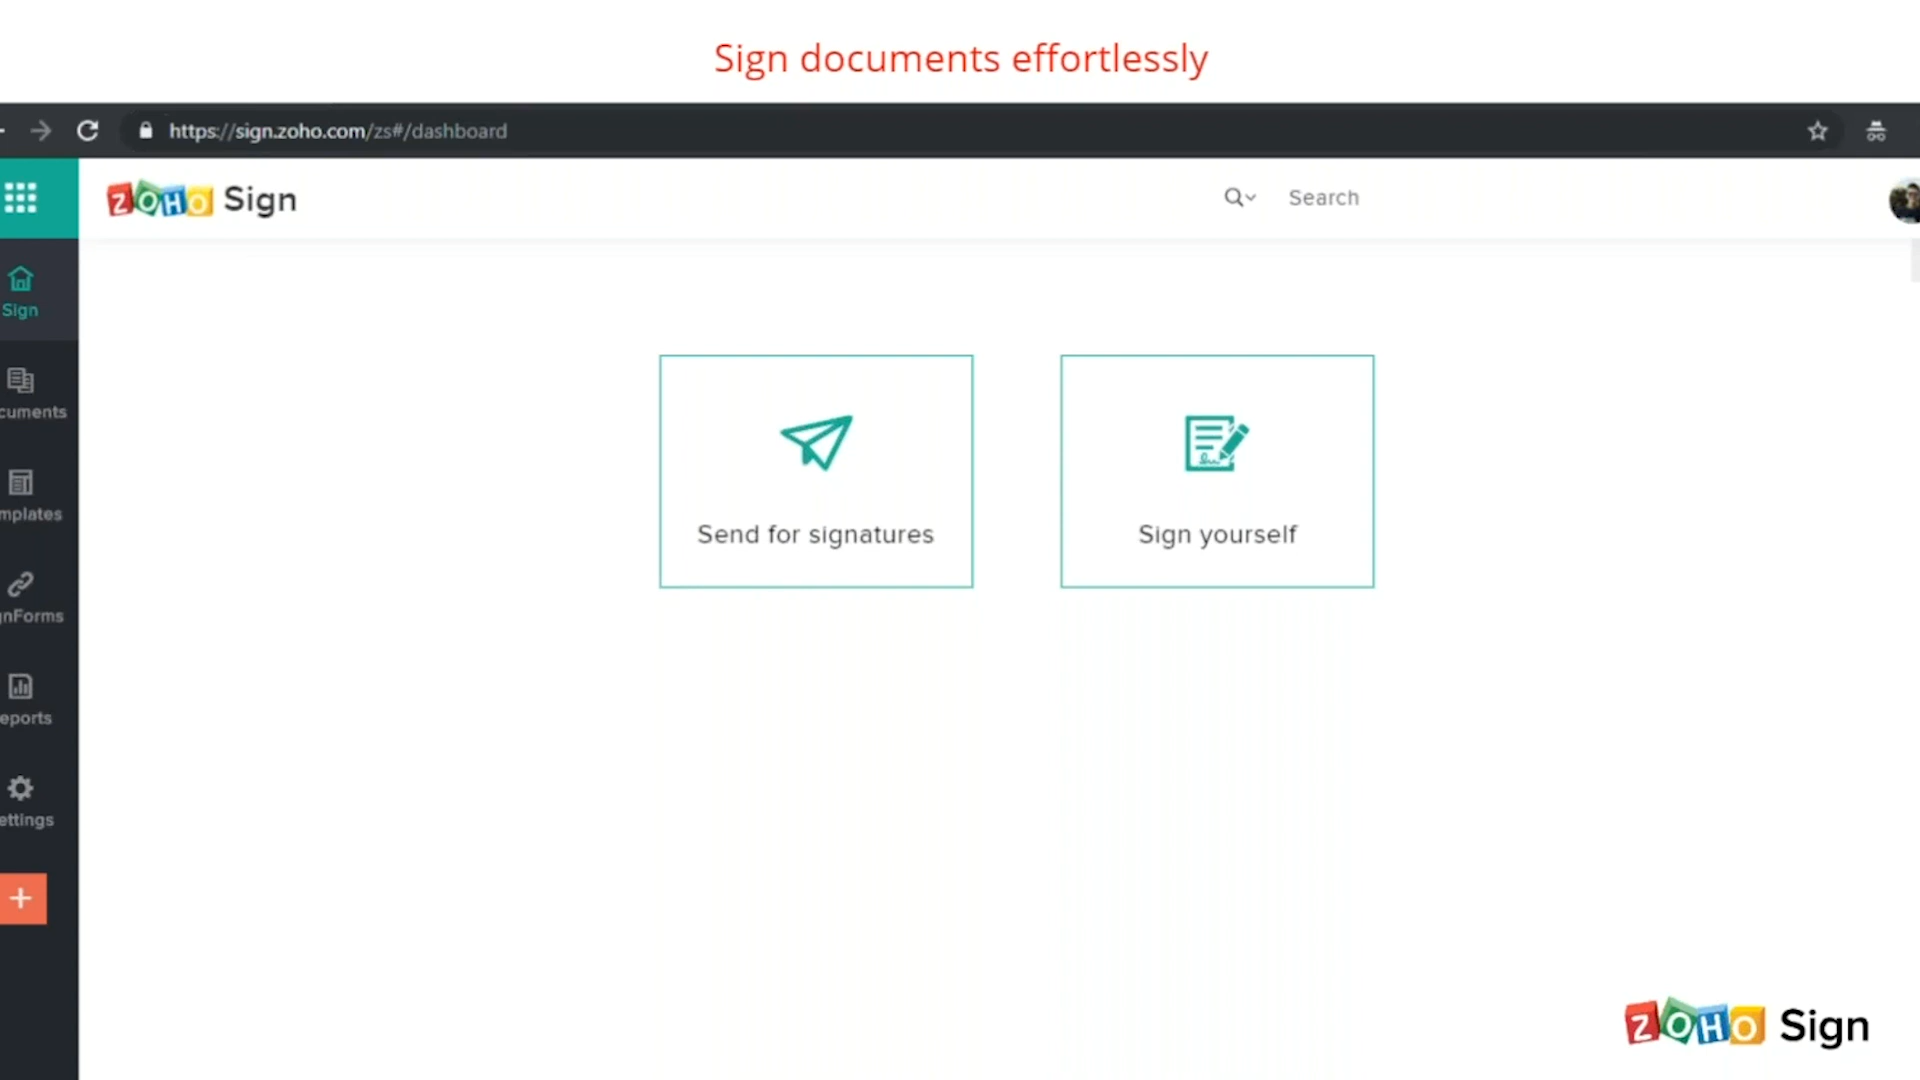 Sign documents effortlessly
https://sign.zoho.com/zs#/dashboard
ZOHO Sign
Search
Sign
cuments
mplates
gnForms
eports
ettings
Send for signatures
Sign yourself
ZOHO Sign